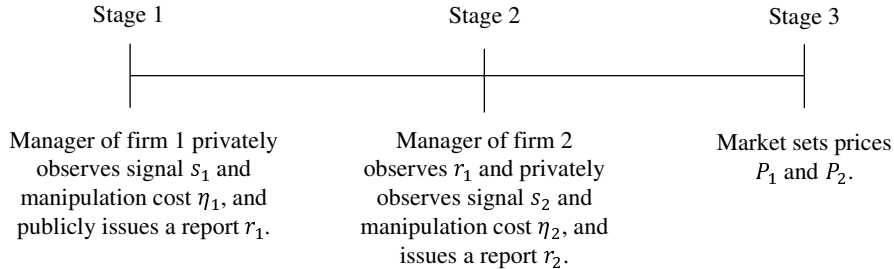 Stage 1
Stage 2
Stage 3
Manager of firm 1 privately
observes signal s₁ and
manipulation cost η₁, and
publicly issues a report r₁.
Manager of firm 2
observes r₁ and privately
observes signal s₂ and
manipulation cost η₂, and
issues a report r₂.
Market sets prices
P₁ and P₂.